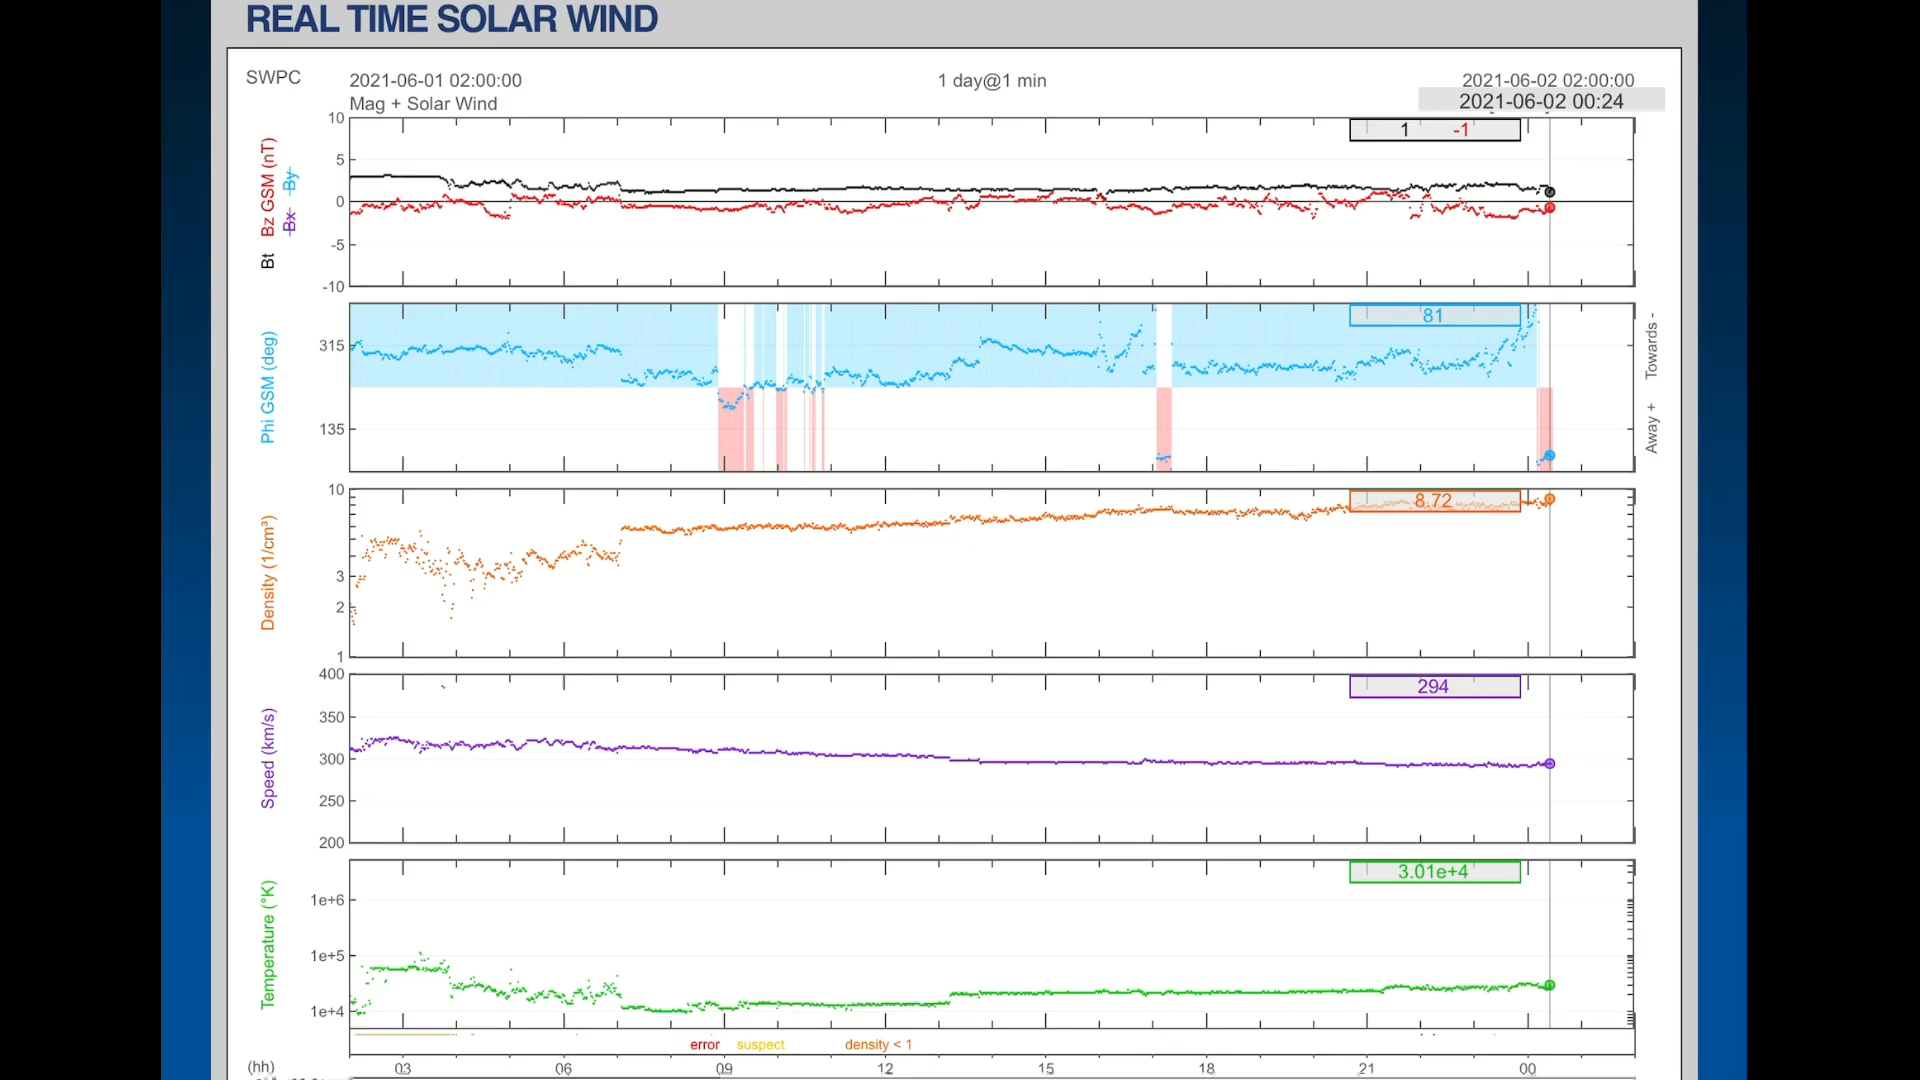 REAL TIME SOLAR WIND
SWPC
2021-06-01 02:00:00
1 day@1 min
2021-06-02 02:00:00
Mag + Solar Wind
2021-06-02 00:24
Bt Bz GSM (nT)
Bx By
10
5
0
-5
-10
1 -1
Phi GSM (deg)
315
135
81
Towards -
Away +
Density (1/cm³)
10
3
2
1
8.72
Speed (km/s)
400
350
300
250
200
294
Temperature (°K)
1e+6
1e+5
1e+4
3.01e+4
error suspect density < 1
(hh) 03 06 09 12 15 18 21 00